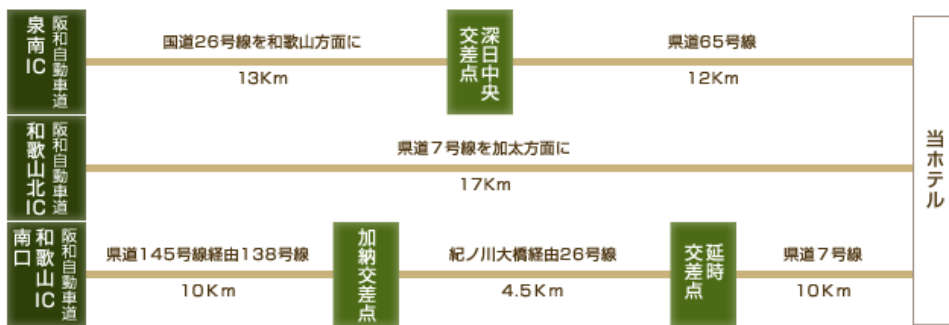 阪和自動車道
泉南IC
国道26号線を和歌山方面に
13Km
深日中央
交差点
県道65号線
12Km
阪和自動車道
和歌山北IC
県道7号線を加太方面に
17Km
阪和自動車道
和歌山IC
南口
県道145号線経由138号線
10Km
加納交差点
紀ノ川大橋経由26号線
4.5Km
延時
交差点
県道7号線
10Km
当ホテル